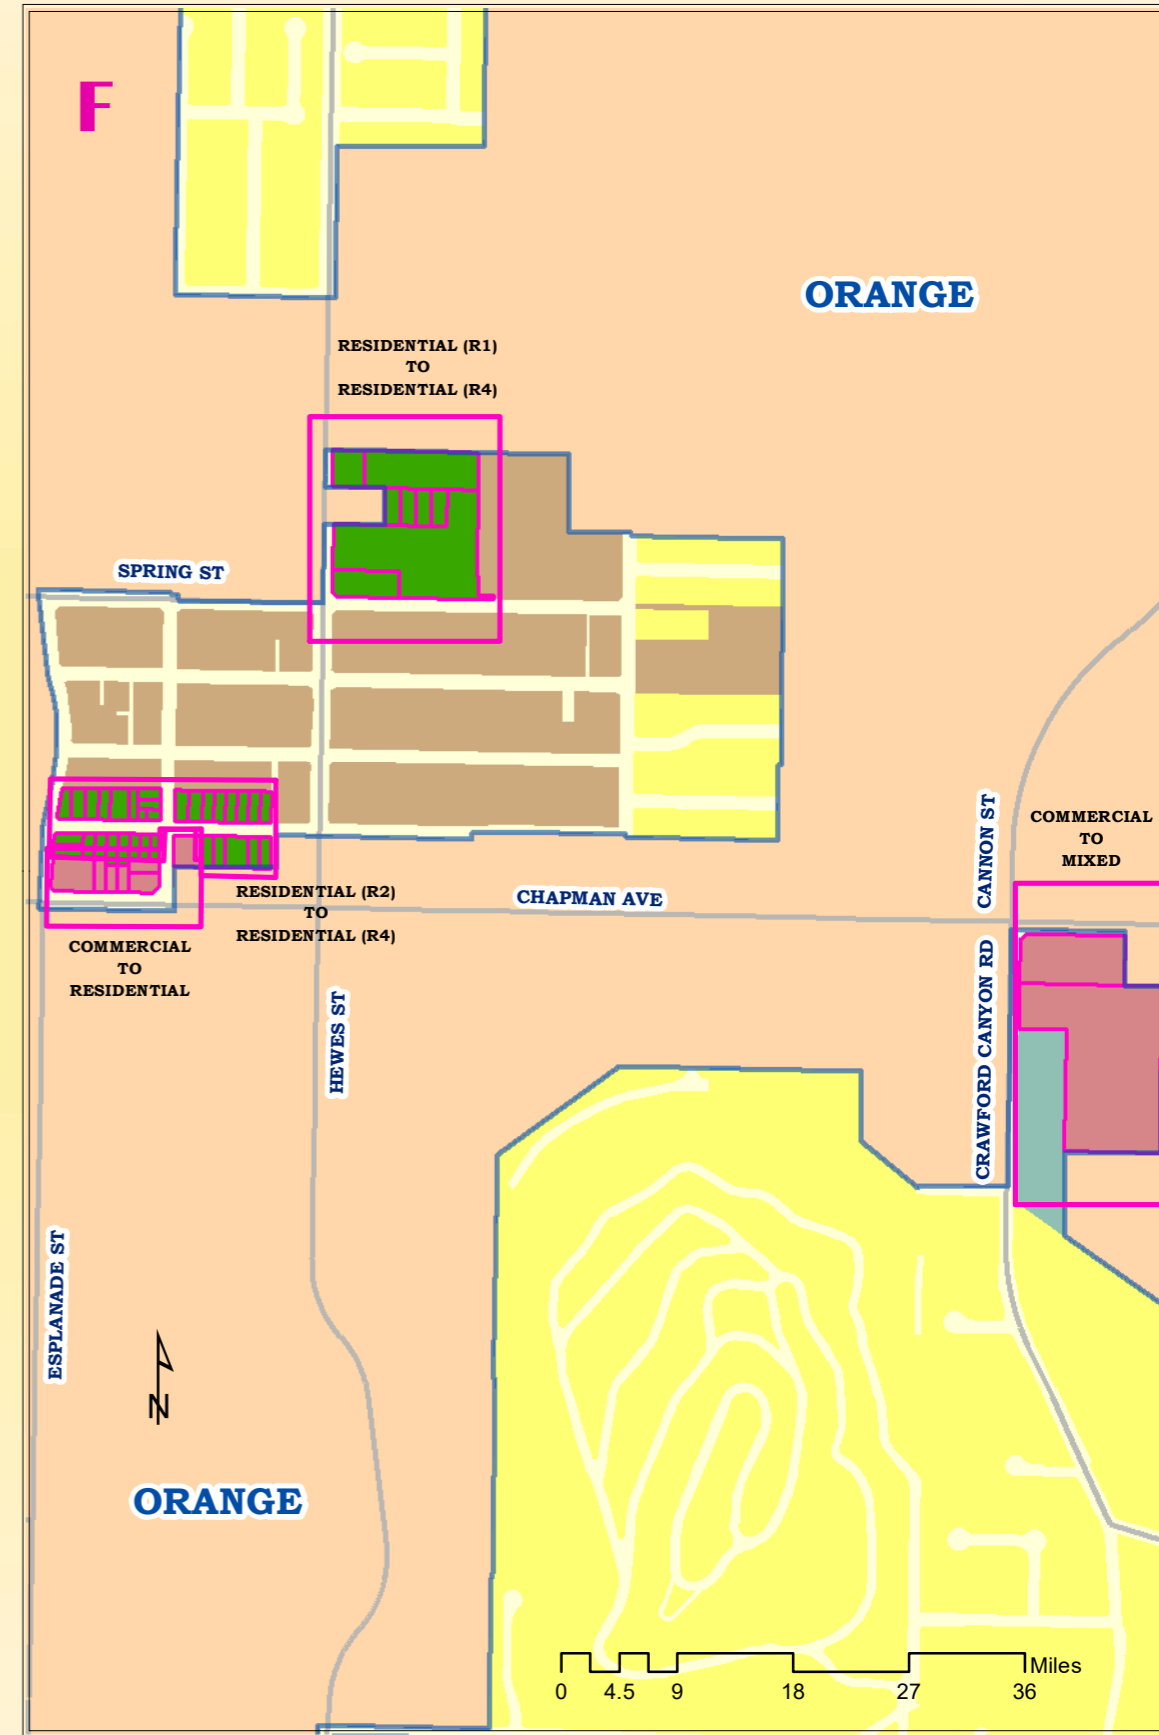 F
ORANGE
RESIDENTIAL (R1)
TO
RESIDENTIAL (R4)
SPRING ST
CANNON ST
COMMERCIAL
TO
MIXED
RESIDENTIAL (R2)
TO
RESIDENTIAL (R4)
CHAPMAN AVE
COMMERCIAL
TO
RESIDENTIAL
CRAWFORD CANYON RD
HEWES ST
ESPLANADE ST
N
ORANGE
Miles
0 4.5 9 18 27 36